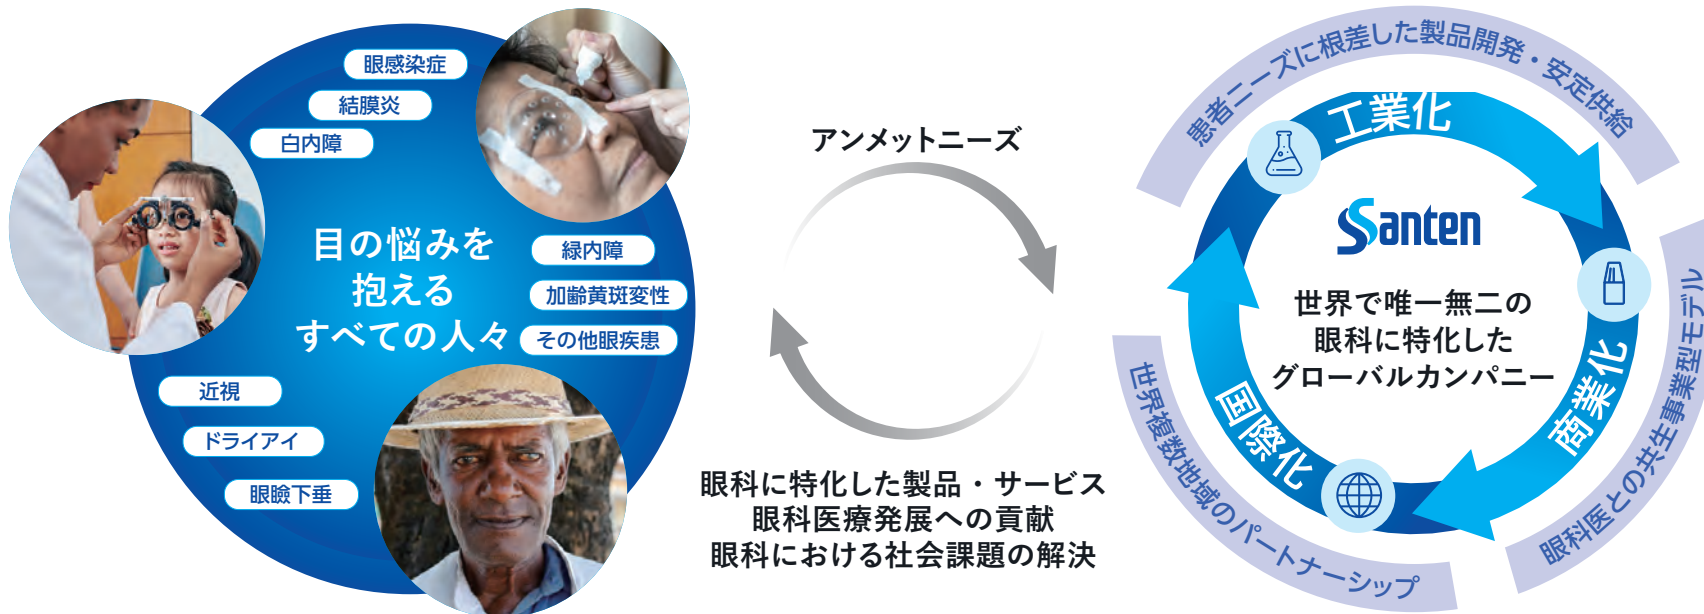 眼感染症
結膜炎
白内障
目の悩みを
抱える
すべての人々
緑内障
加齢黄斑変性
その他眼疾患
近視
ドライアイ
眼瞼下垂
アンメットニーズ
眼科に特化した製品・サービス
眼科医療発展への貢献
眼科における社会課題の解決
患者ニーズに根差した製品開発・安定供給
工業化
Santen
世界で唯一無二の
眼科に特化した
グローバルカンパニー
商業化
眼科医との共生事業型モデル
国際化
世界複数地域のパートナーシップ